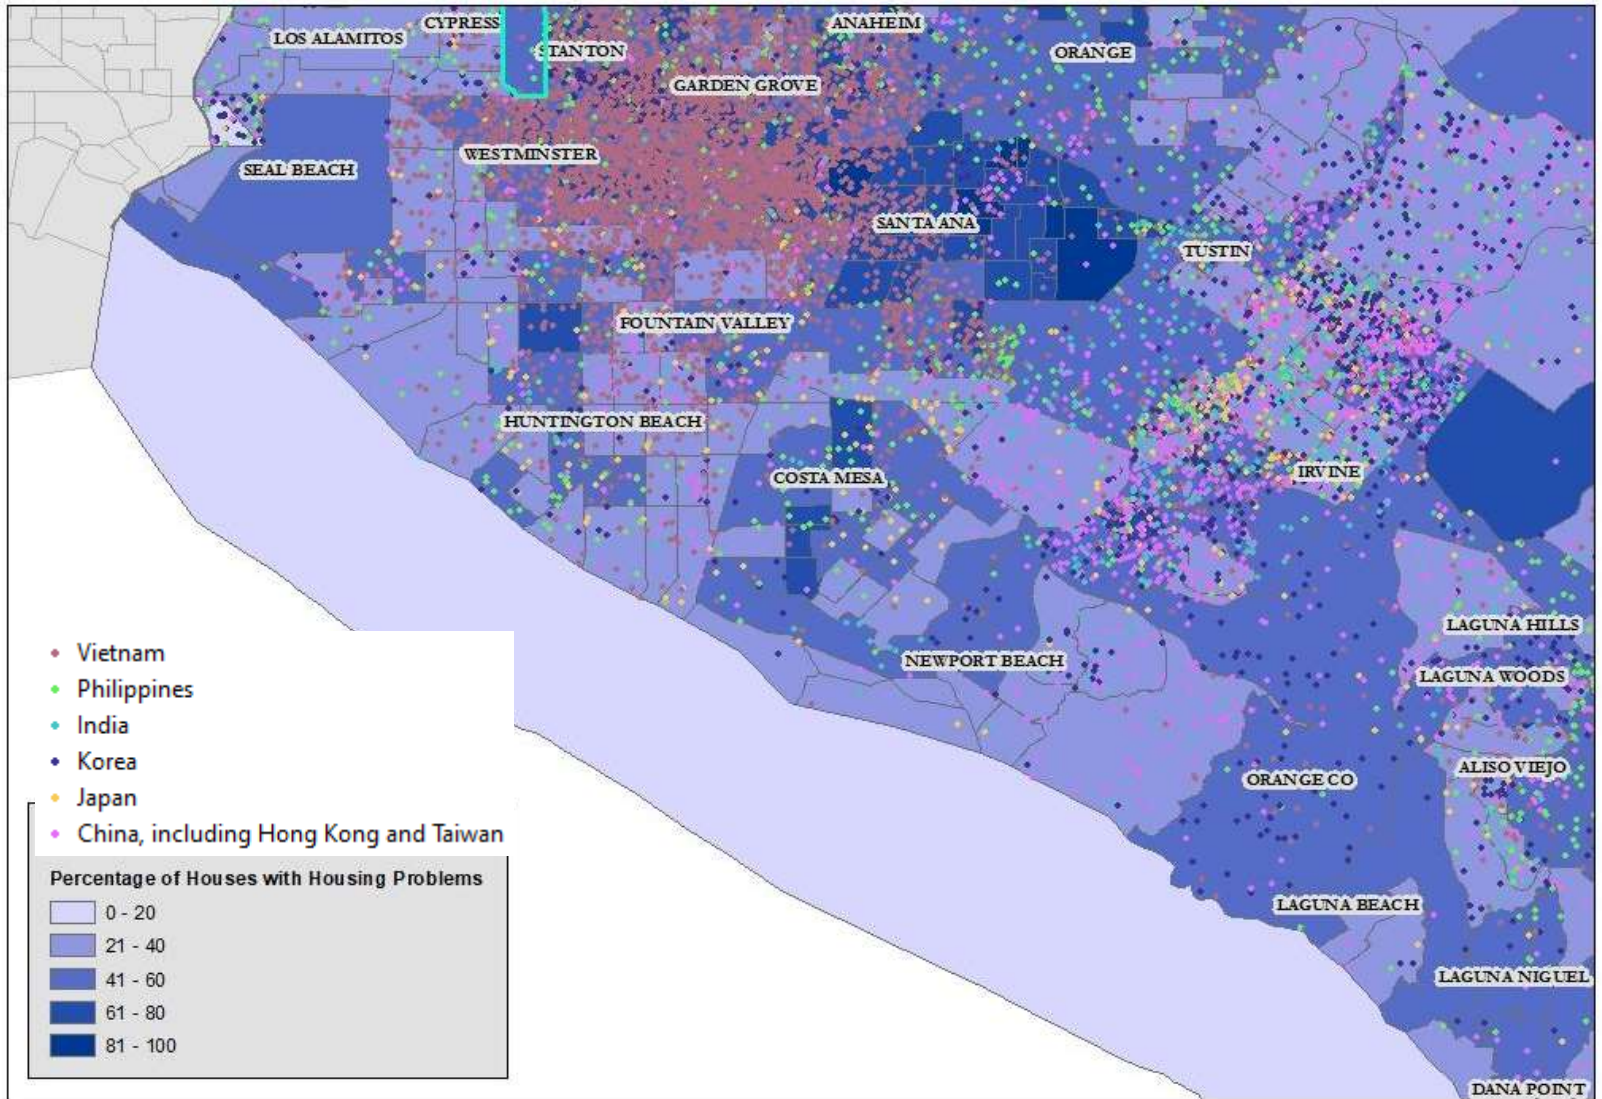 CYPRESS
ANAHEIM
LOS ALAMITOS
STANTON
ORANGE
GARDEN GROVE
WESTMINSTER
SEAL BEACH
SANTA ANA
TUSTIN
FOUNTAIN VALLEY
HUNTINGTON BEACH
IRVINE
COSTA MESA
LAGUNA HILLS
NEWPORT BEACH
LAGUNA WOODS
ALISO VIEJO
ORANGE CO
LAGUNA BEACH
LAGUNA NIGUEL
DANA POINT
Vietnam
Philippines
India
Korea
Japan
China, including Hong Kong and Taiwan
Percentage of Houses with Housing Problems
0 - 20
21 - 40
41 - 60
61 - 80
81 - 100